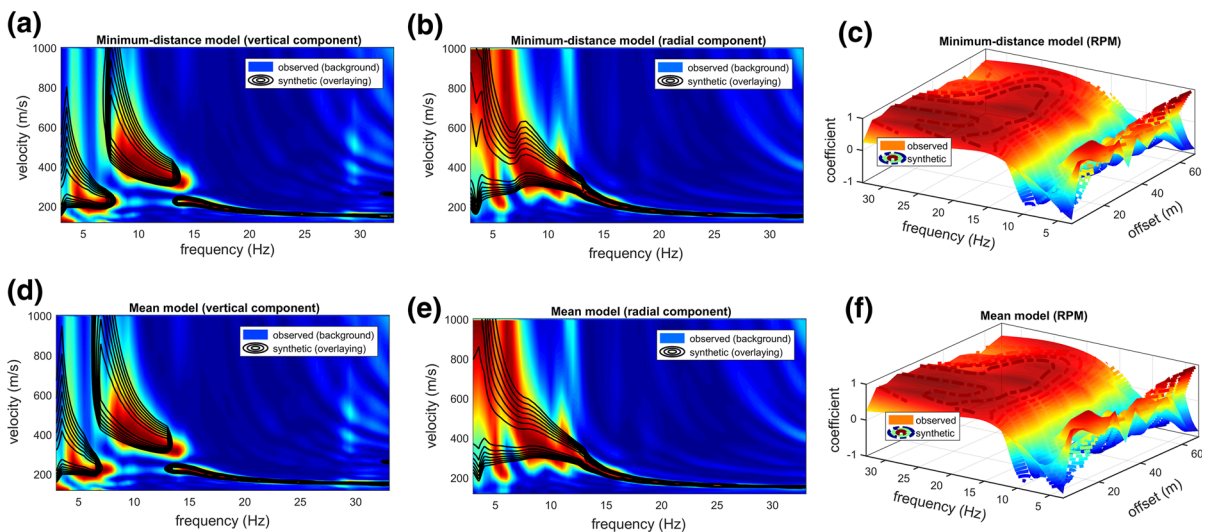 (a)
Minimum-distance model (vertical component)
1000
800
600
400
200
velocity (m/s)
observed (background)
synthetic (overlaying)
5 10 15 20 25 30
frequency (Hz)
(b)
Minimum-distance model (radial component)
1000
800
600
400
200
velocity (m/s)
observed (background)
synthetic (overlaying)
5 10 15 20 25 30
frequency (Hz)
(c)
Minimum-distance model (RPM)
1
0
-1
coefficient
observed
synthetic
30 25 20 15 10 5
frequency (Hz)
20 40 60
offset (m)
(d)
Mean model (vertical component)
1000
800
600
400
200
velocity (m/s)
observed (background)
synthetic (overlaying)
5 10 15 20 25 30
frequency (Hz)
(e)
Mean model (radial component)
1000
800
600
400
200
velocity (m/s)
observed (background)
synthetic (overlaying)
5 10 15 20 25 30
frequency (Hz)
(f)
Mean model (RPM)
1
0
-1
coefficient
observed
synthetic
30 25 20 15 10 5
frequency (Hz)
20 40 60
offset (m)